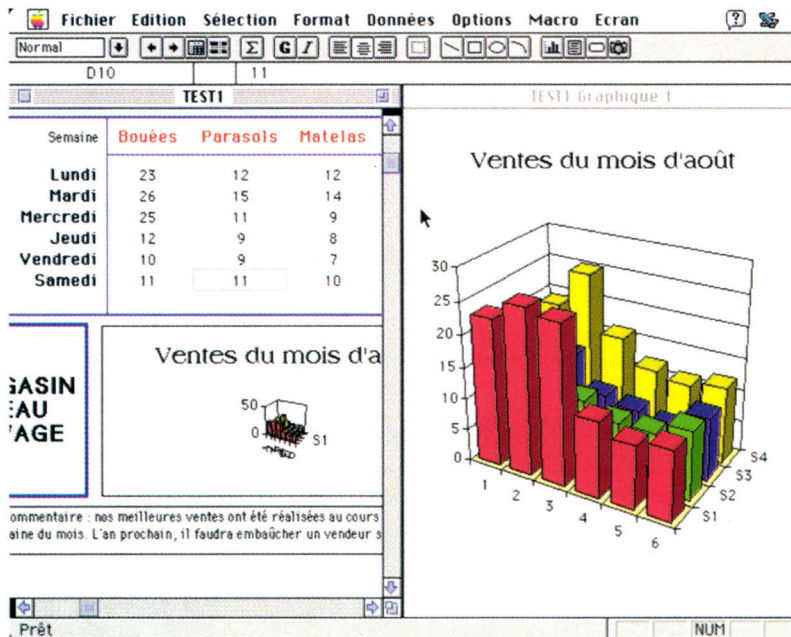 Fichier Edition Sélection Format Données Options Macro Ecran ?
Normal Σ G I
D10 11
TEST1
Semaine Bouées Parasols Matelas
Lundi 23 12 12
Mardi 26 15 14
Mercredi 25 11 9
Jeudi 12 9 8
Vendredi 10 9 7
Samedi 11 11 10
GASIN
EAU
VAGE
Ventes du mois d'a
50
0
S1
ommentaire : nos meilleures ventes ont été réalisées au cours
aine du mois. L'an prochain, il faudra embaûcher un vendeur s
TEST1 Graphique 1
Ventes du mois d'août
30
25
20
15
10
5
0
1 2 3 4 5 6
S1 S2 S3 S4
Prêt NUM